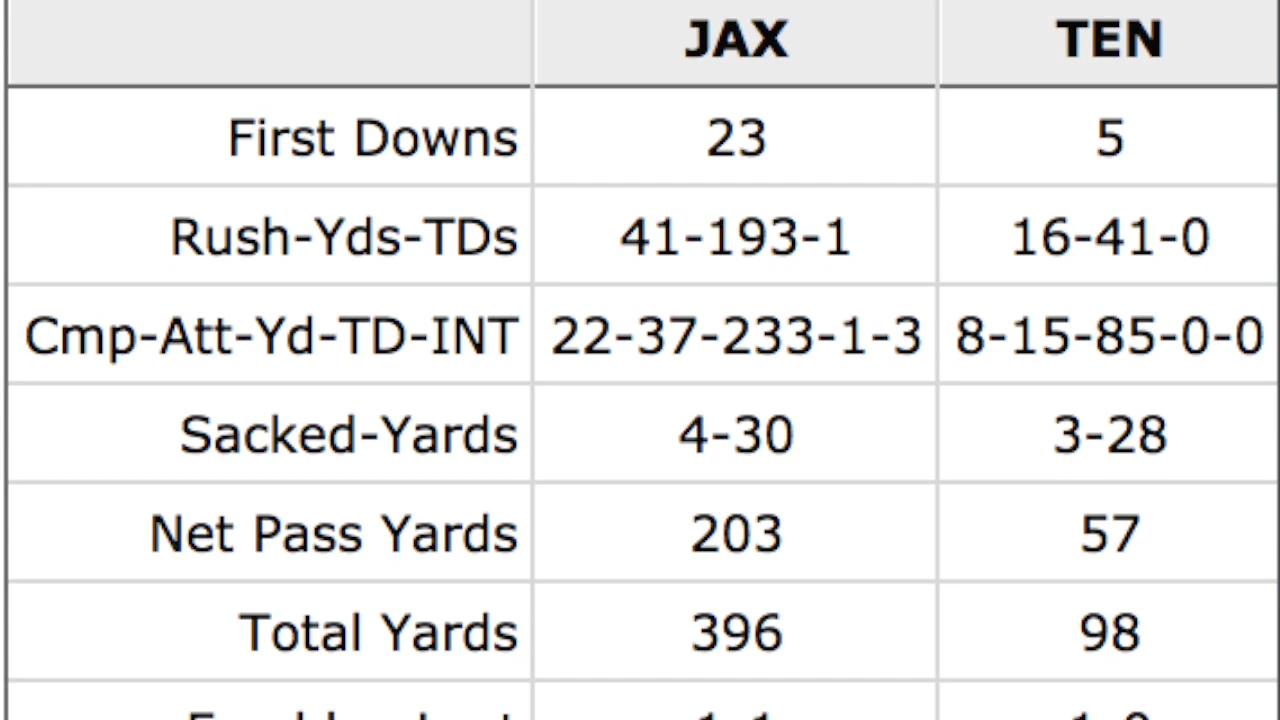 JAX TEN
First Downs 23 5
Rush-Yds-TDs 41-193-1 16-41-0
Cmp-Att-Yd-TD-INT 22-37-233-1-3 8-15-85-0-0
Sacked-Yards 4-30 3-28
Net Pass Yards 203 57
Total Yards 396 98